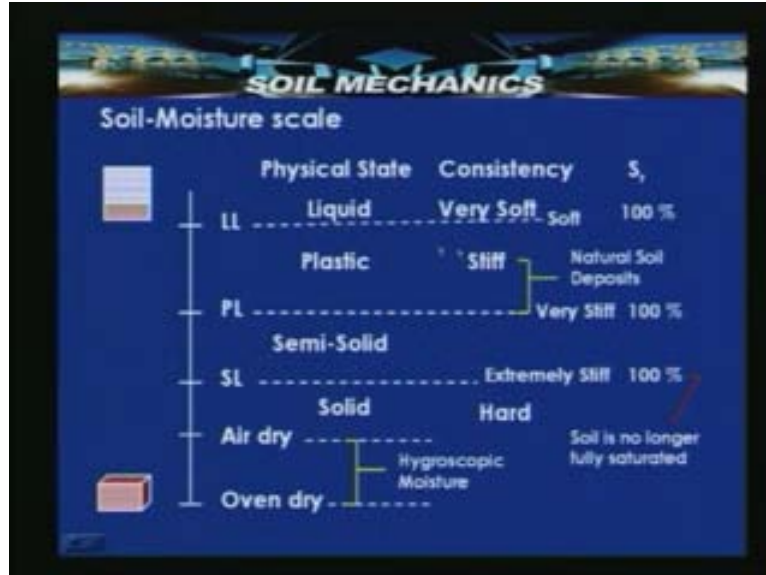 SOIL MECHANICS
Soil-Moisture scale
Physical State Consistency Sr
Liquid Very Soft Soft 100 %
LL
Plastic Stiff Natural Soil
Deposits
PL Very Stiff 100 %
Semi-Solid
SL Extremely Stiff 100 %
Solid Hard
Air dry Soil is no longer
fully saturated
Hygroscopic
Moisture
Oven dry